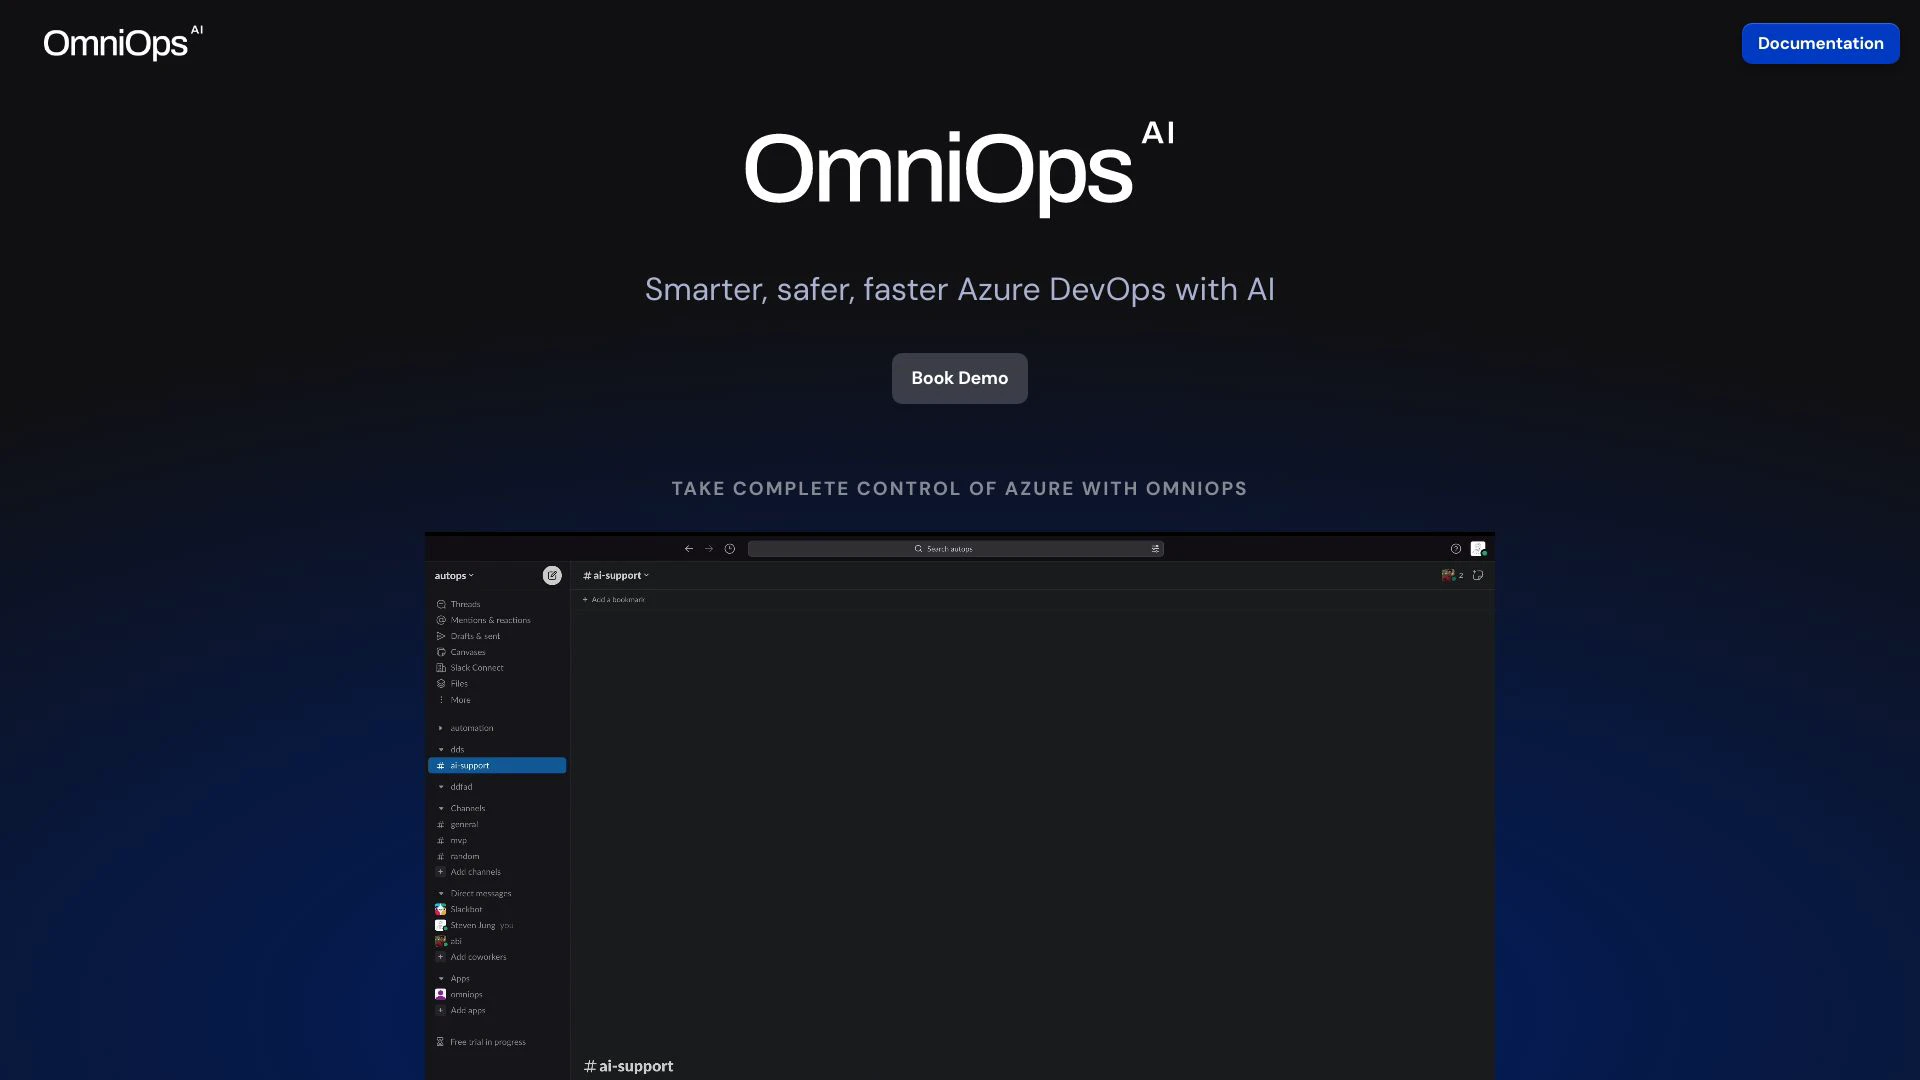 OmniOps AI
Documentation
OmniOps AI
Smarter, safer, faster Azure DevOps with AI
Book Demo
TAKE COMPLETE CONTROL OF AZURE WITH OMNIOPS
Search autops
autops
# ai-support
2
+ Add a bookmark
Threads
Mentions & reactions
Drafts & sent
Canvases
Slack Connect
Files
More
automation
dds
# ai-support
ddfad
Channels
# general
# mvp
# random
+ Add channels
Direct messages
Slackbot
Steven Jung you
abi
+ Add coworkers
Apps
omniops
+ Add apps
Free trial in progress
# ai-support